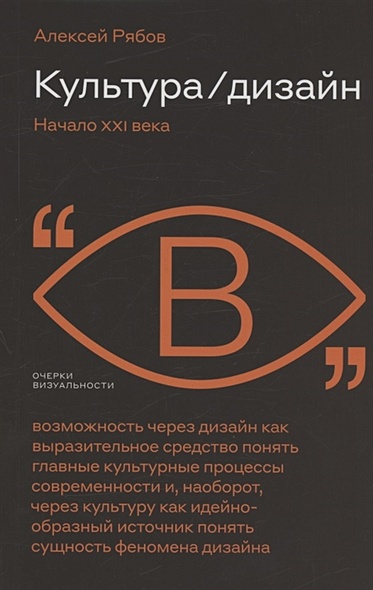 Алексей Рябов
Культура/дизайн
Начало XXI века
“
В
”
ОЧЕРКИ
ВИЗУАЛЬНОСТИ
возможность через дизайн как
выразительное средство понять
главные культурные процессы
современности и, наоборот,
через культуру как идейно-
образный источник понять
сущность феномена дизайна